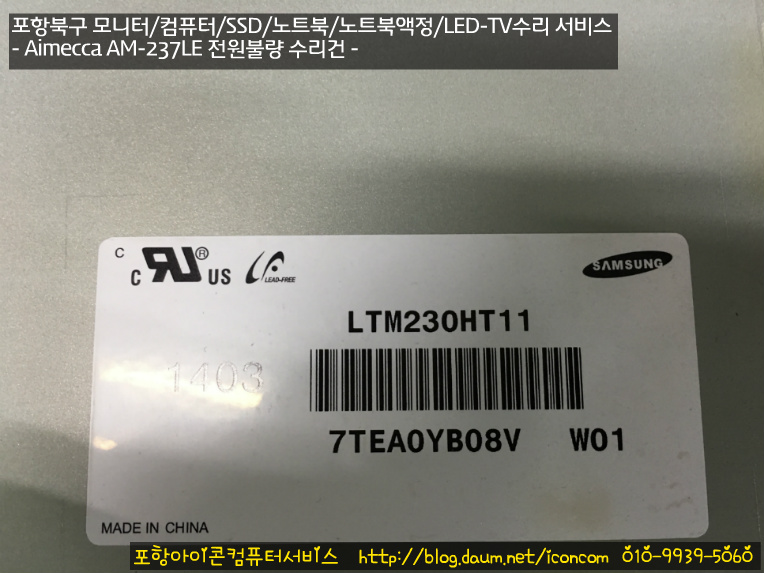 포항북구 모니터/컴퓨터/SSD/노트북/노트북액정/LED-TV수리 서비스
- Aimecca AM-237LE 전원불량 수리건 -
C
C RU ® US LEAD-FREE
SAMSUNG
LTM230HT11
1403
7TEA0YB08V W01
MADE IN CHINA
포항아이콘컴퓨터서비스 http://blog.daum.net/iconcom 010-9939-5060